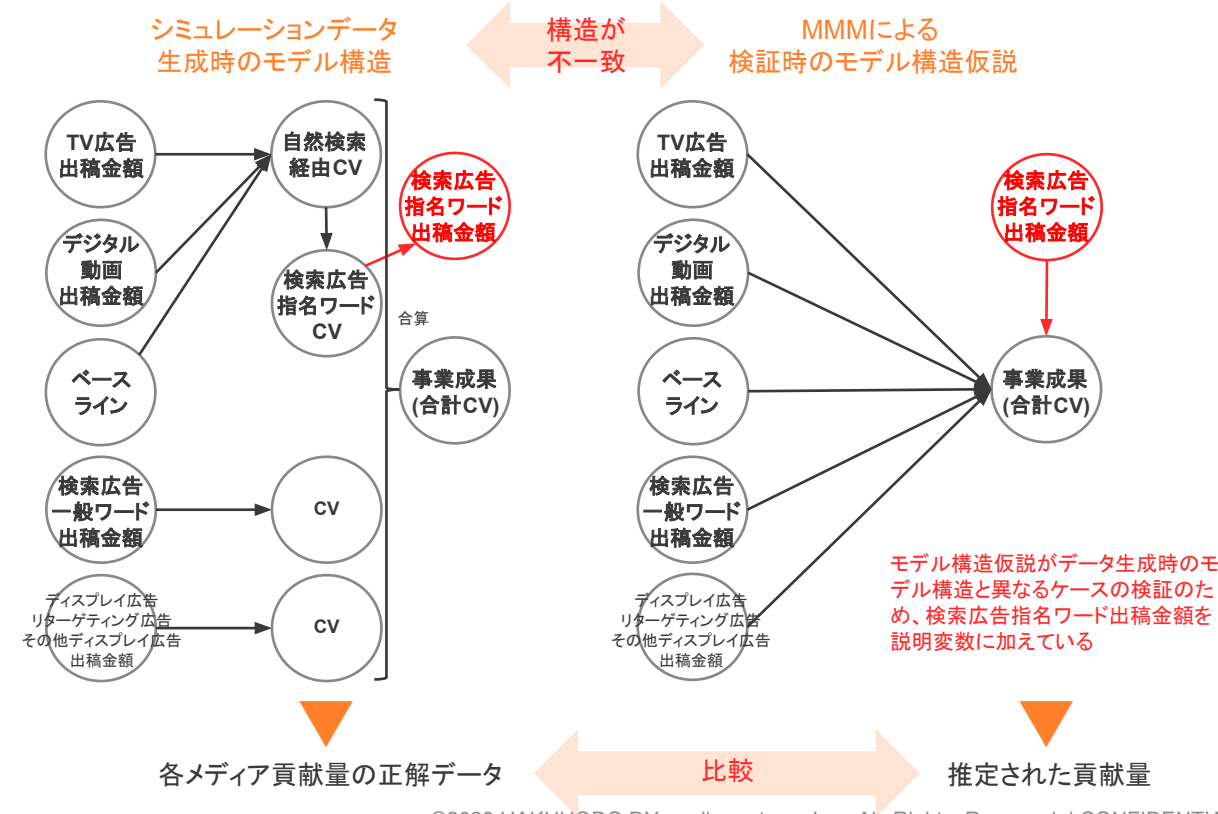 シミュレーションデータ
生成時のモデル構造
構造が
不一致
MMMによる
検証時のモデル構造仮説
TV広告
出稿金額
自然検索
経由CV
検索広告
指名ワード
出稿金額
デジタル
動画
出稿金額
検索広告
指名ワード
CV
合算
ベース
ライン
事業成果
(合計CV)
検索広告
一般ワード
出稿金額
CV
ディスプレイ広告
リターゲティング広告
その他ディスプレイ広告
出稿金額
CV
TV広告
出稿金額
検索広告
指名ワード
出稿金額
デジタル
動画
出稿金額
ベース
ライン
事業成果
(合計CV)
検索広告
一般ワード
出稿金額
ディスプレイ広告
リターゲティング広告
その他ディスプレイ広告
出稿金額
モデル構造仮説がデータ生成時のモ
デル構造と異なるケースの検証のた
め、検索広告指名ワード出稿金額を
説明変数に加えている
各メディア貢献量の正解データ
比較
推定された貢献量